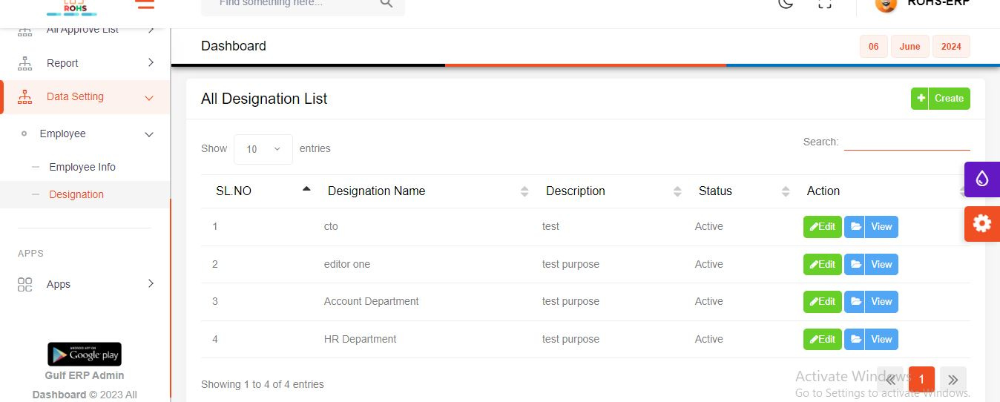 ROHS
Find something here...
ROHS-ERP
All Approve List
Report
Data Setting
Employee
Employee Info
Designation
APPS
Apps
ANDROID APP ON
Google play
Gulf ERP Admin
Dashboard © 2023 All
Dashboard
06 June 2024
All Designation List
Create
Show 10 entries
Search:
SL.NO Designation Name Description Status Action
1 cto test Active Edit View
2 editor one test purpose Active Edit View
3 Account Department test purpose Active Edit View
4 HR Department test purpose Active Edit View
Showing 1 to 4 of 4 entries
« 1 »
Activate Windows
Go to Settings to activate Windows.